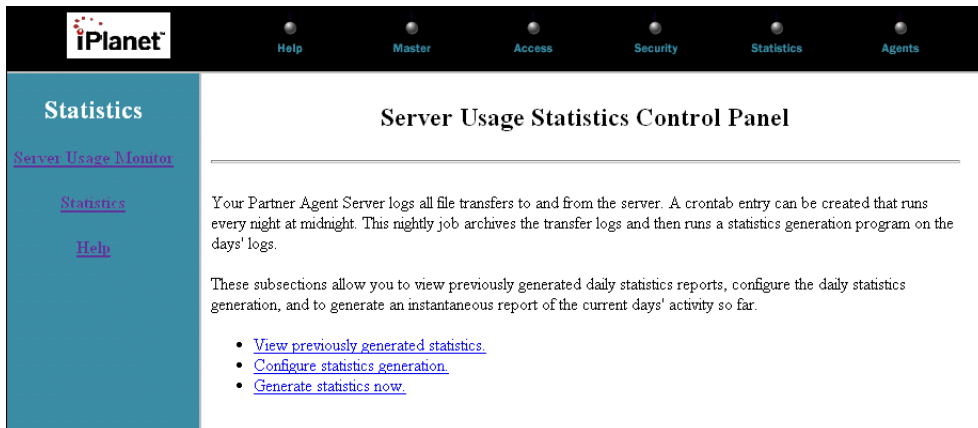 iPlanet™
Help Master Access Security Statistics Agents
Statistics
Server Usage Monitor
Statistics
Help
Server Usage Statistics Control Panel
Your Partner Agent Server logs all file transfers to and from the server. A crontab entry can be created that runs
every night at midnight. This nightly job archives the transfer logs and then runs a statistics generation program on the
days' logs.
These subsections allow you to view previously generated daily statistics reports, configure the daily statistics
generation, and to generate an instantaneous report of the current days' activity so far.
• View previously generated statistics.
• Configure statistics generation.
• Generate statistics now.